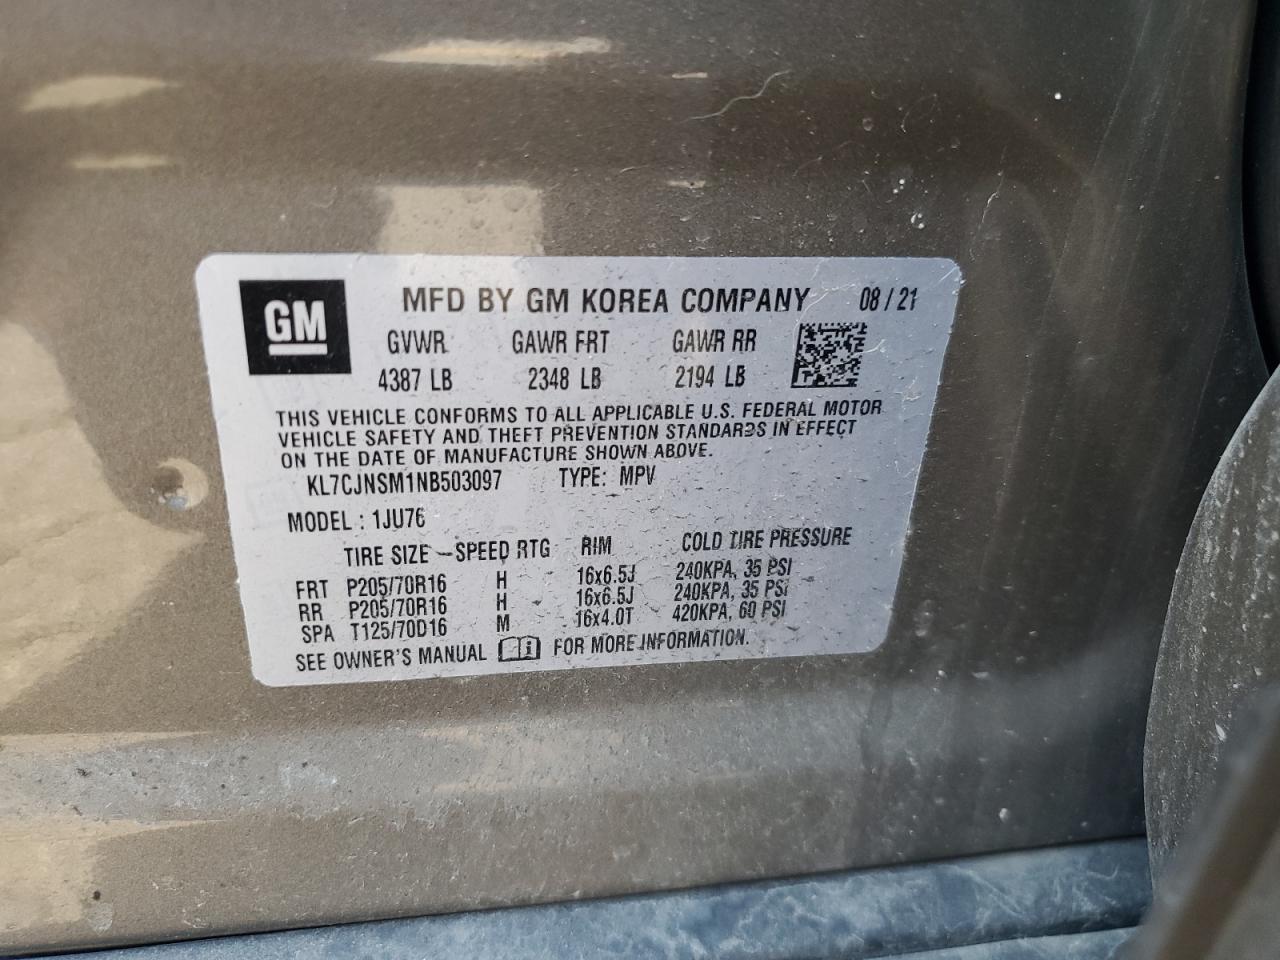 GM MFD BY GM KOREA COMPANY 08/21
GVWR GAWR FRT GAWR RR
4387 LB 2348 LB 2194 LB
THIS VEHICLE CONFORMS TO ALL APPLICABLE U.S. FEDERAL MOTOR
VEHICLE SAFETY AND THEFT PREVENTION STANDARDS IN EFFECT
ON THE DATE OF MANUFACTURE SHOWN ABOVE.
KL7CJNSM1NB503097 TYPE: MPV
MODEL : 1JU76
TIRE SIZE - SPEED RTG RIM COLD TIRE PRESSURE
FRT P205/70R16 H 16x6.5J 240KPA, 35 PSI
RR P205/70R16 H 16x6.5J 240KPA, 35 PSI
SPA T125/70D16 M 16x4.0T 420KPA, 60 PSI
SEE OWNER'S MANUAL i FOR MORE INFORMATION.